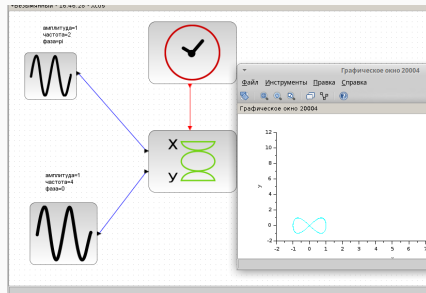 амплитуда=1
частота=2
фаза=pi
X
У
амплитуда=1
частота=4
фаза=0
Графическое окно 20004
Файл Инструменты Правка Справка
Графическое окно 20004
12
10
8
6
4
2
0
-2
y
-2 -1 0 1 2 3 4 5 6 7